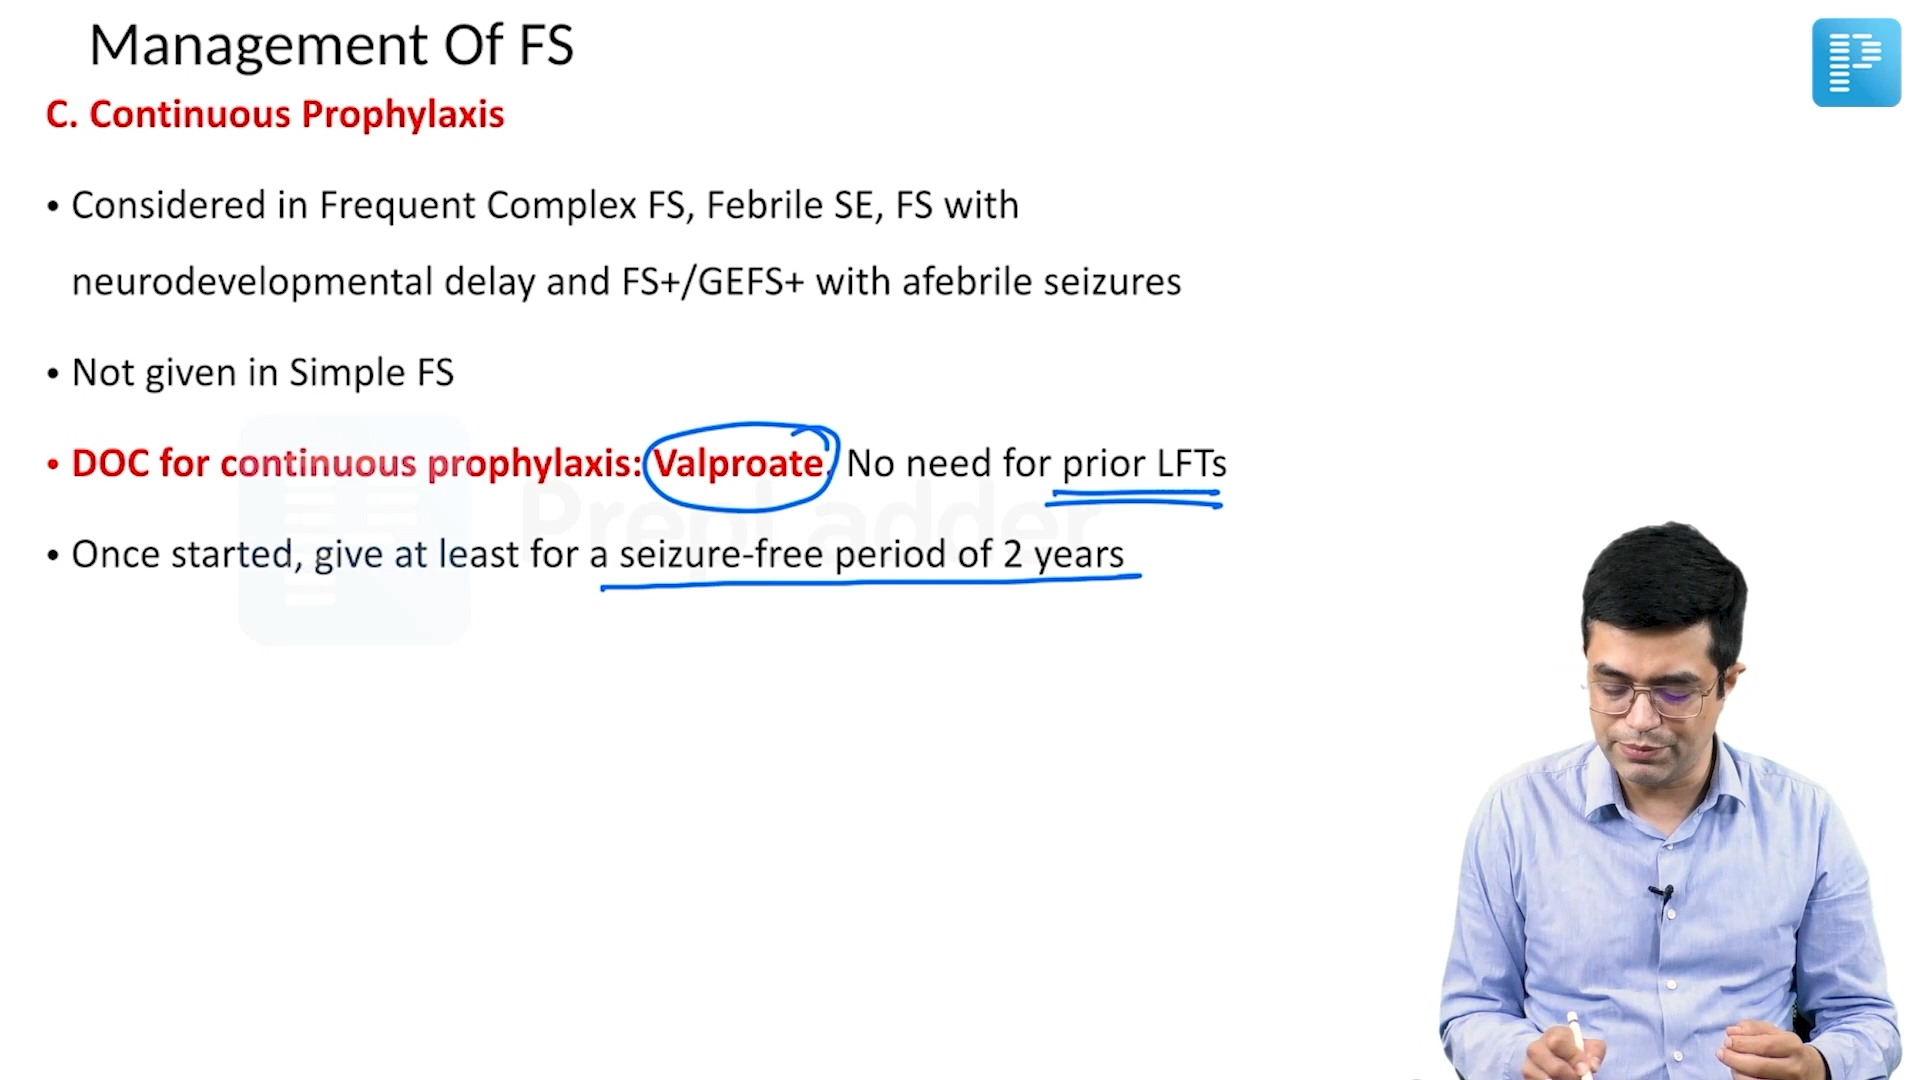 Management Of FS
C. Continuous Prophylaxis
• Considered in Frequent Complex FS, Febrile SE, FS with
neurodevelopmental delay and FS+/GEFS+ with afebrile seizures
• Not given in Simple FS
• DOC for continuous prophylaxis: Valproate. No need for prior LFTs
• Once started, give at least for a seizure-free period of 2 years
PrepLadder